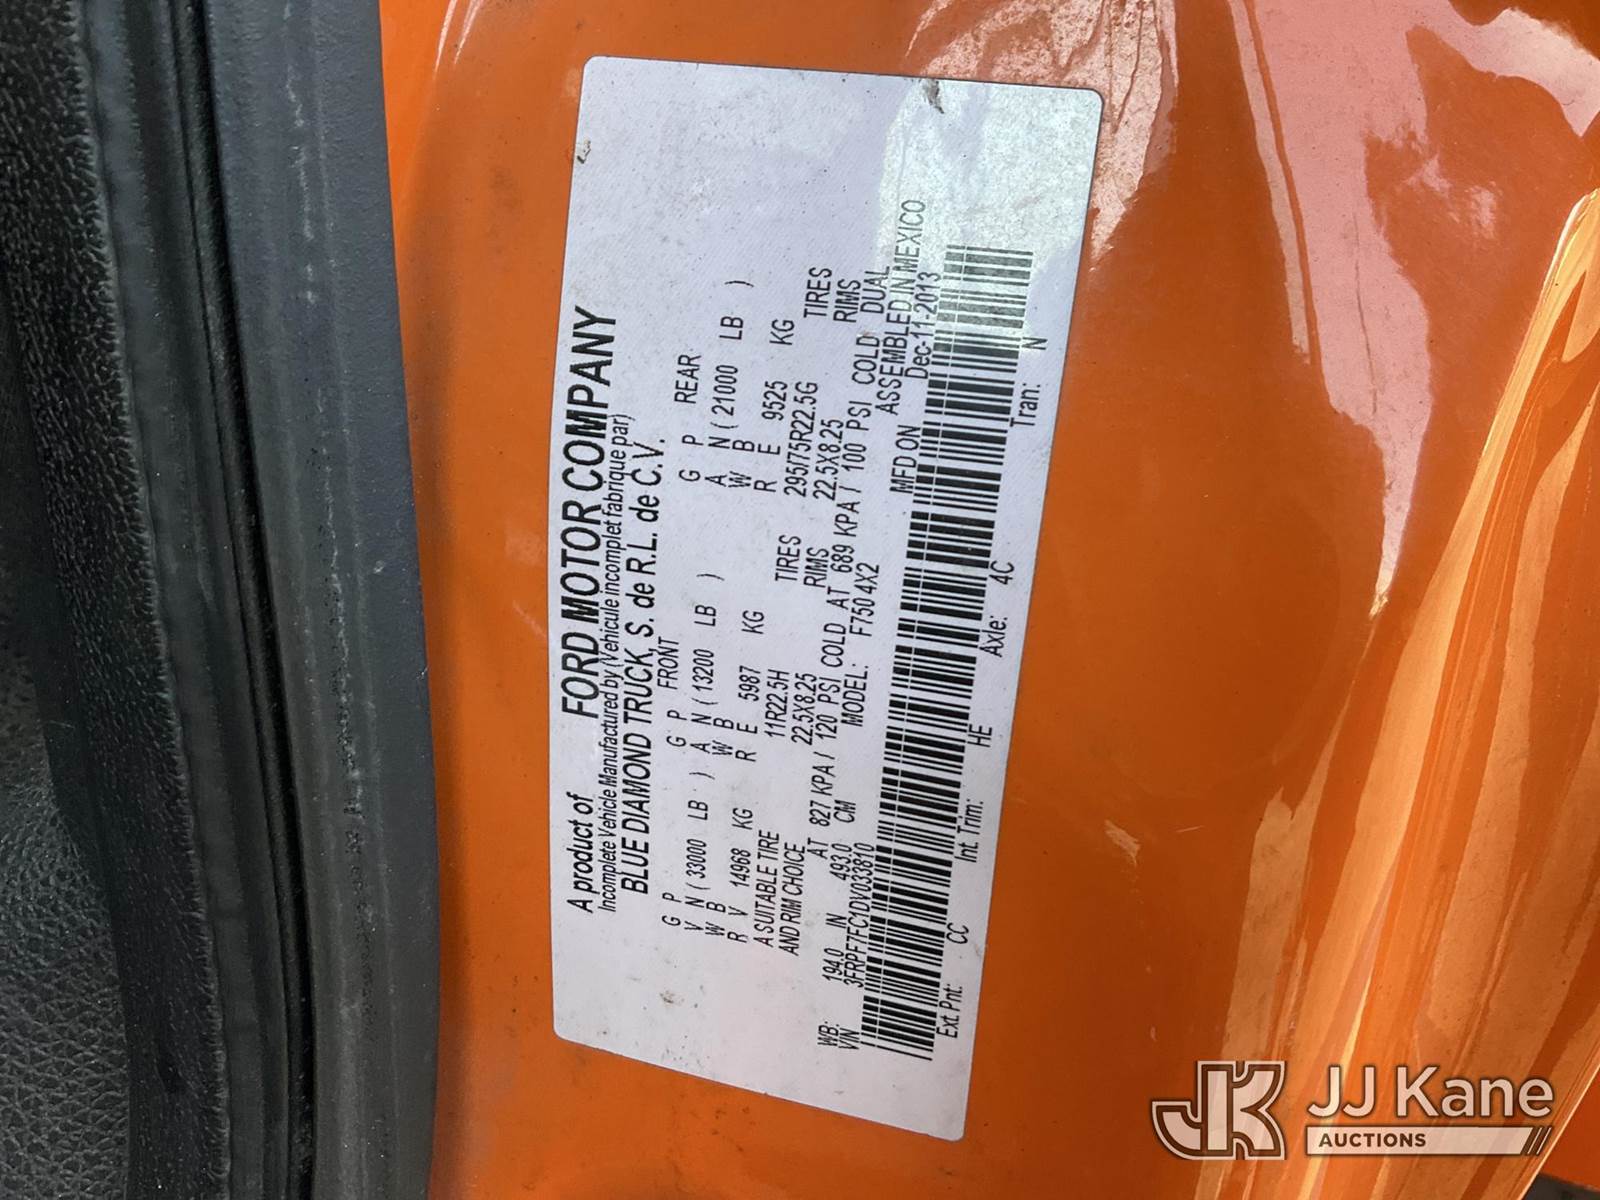 A product of FORD MOTOR COMPANY
Incomplete Vehicle Manufactured by (Vehicule incomplet fabrique par)
BLUE DIAMOND TRUCK, S. de R.L. de C.V.
G P FRONT G P REAR
V N ( 33000 LB ) A N ( 13200 LB ) A N ( 21000 LB )
W B W B W B
R V 14968 KG R E 5987 KG R E 9525 KG
A SUITABLE TIRE 11R22.5H TIRES 295/75R22.5G TIRES
AND RIM CHOICE 22.5X8.25 RIMS 22.5X8.25 RIMS
AT 827 KPA / 120 PSI COLD AT 689 KPA / 100 PSI COLD DUAL
WB: 194.0 IN 493.0 CM MODEL: F750 4X2 ASSEMBLED IN MEXICO
VIN 3FRPF7FC1DV033810 MFD ON Dec-11-2013
Ext Pnt: CC Int. Trim: HE Axle: 4C Tran: N
JK JJ Kane
AUCTIONS